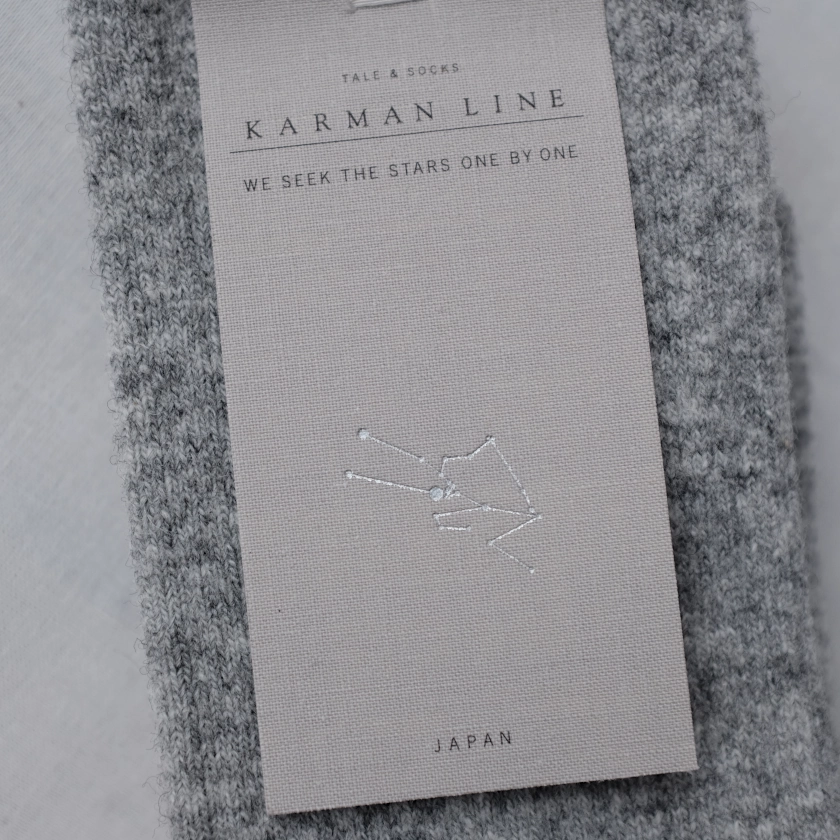 TALE & SOCKS
KARMAN LINE
WE SEEK THE STARS ONE BY ONE
JAPAN